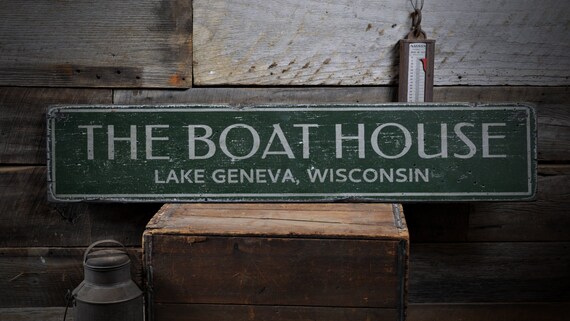 THE BOAT HOUSE
LAKE GENEVA, WISCONSIN